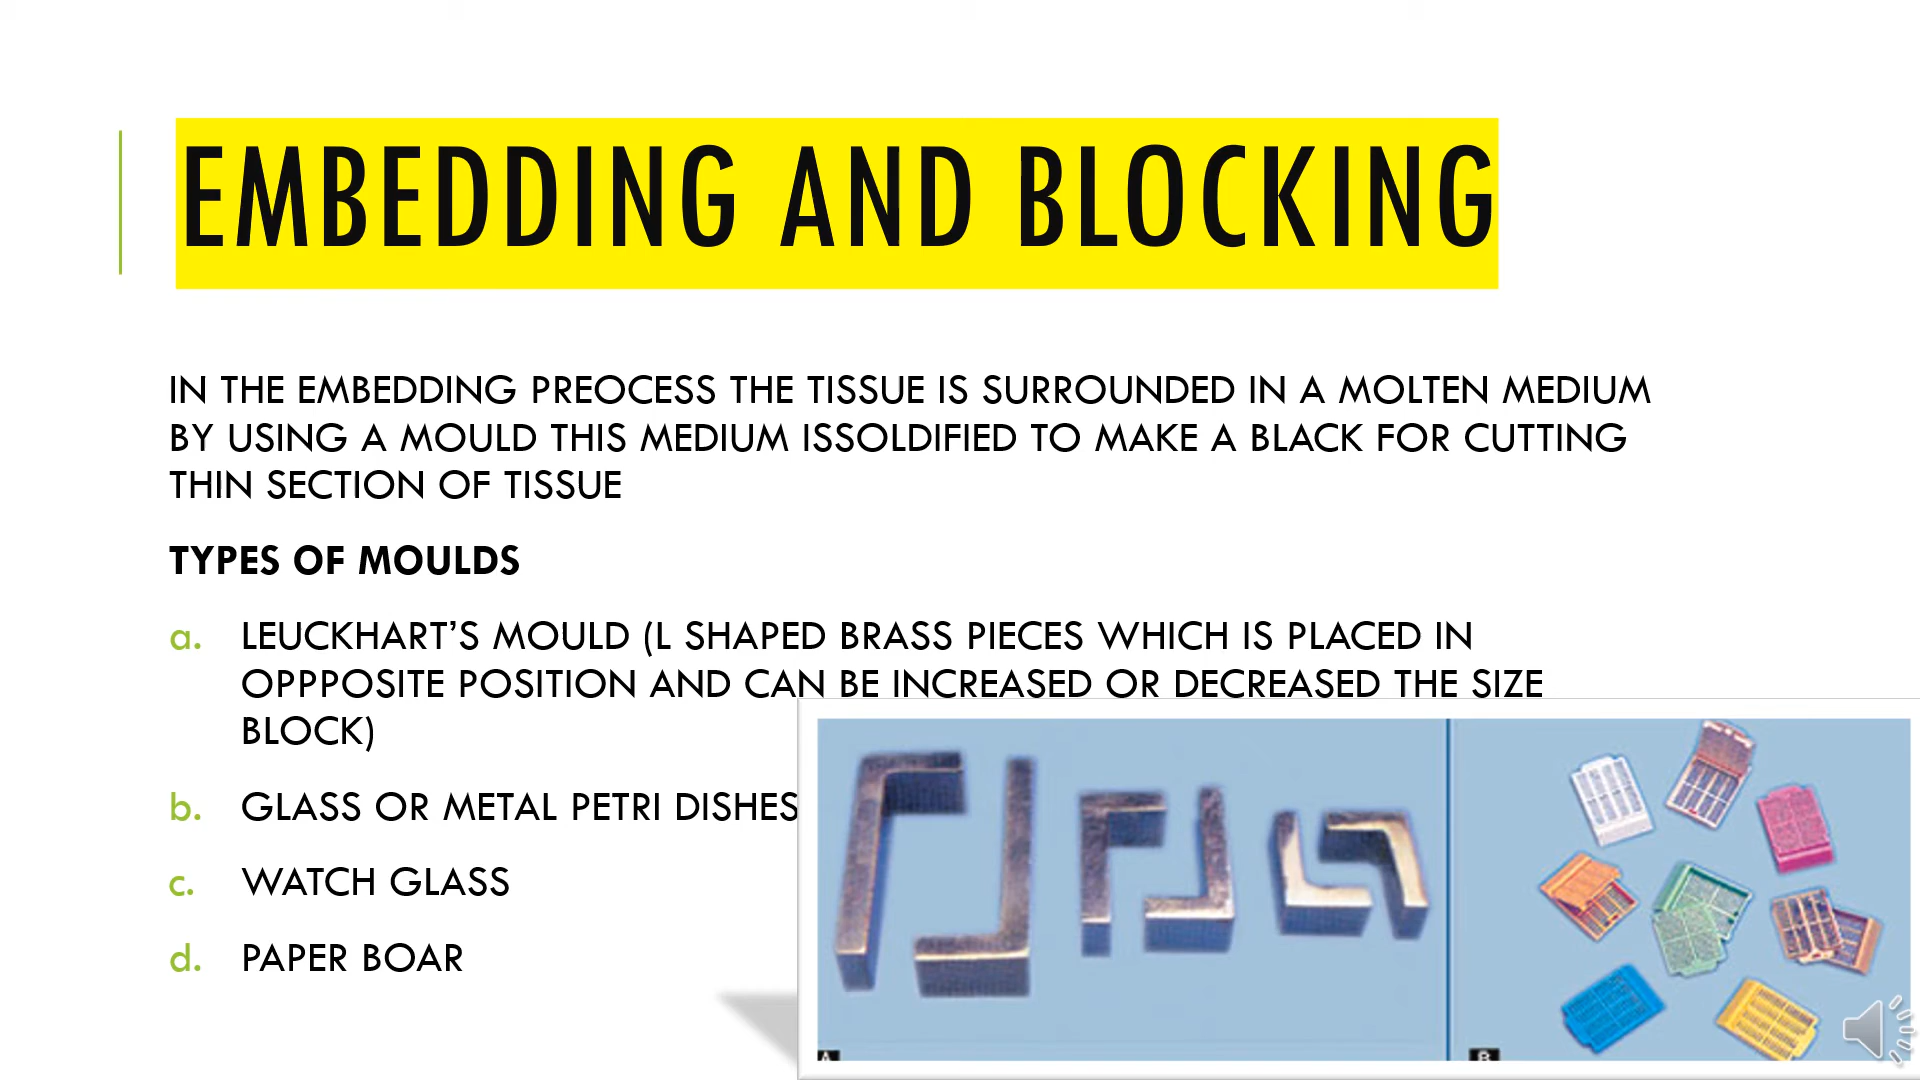 EMBEDDING AND BLOCKING
IN THE EMBEDDING PREOCESS THE TISSUE IS SURROUNDED IN A MOLTEN MEDIUM
BY USING A MOULD THIS MEDIUM ISSOLDIFIED TO MAKE A BLACK FOR CUTTING
THIN SECTION OF TISSUE
TYPES OF MOULDS
a. LEUCKHART’S MOULD (L SHAPED BRASS PIECES WHICH IS PLACED IN
OPPPOSITE POSITION AND CAN BE INCREASED OR DECREASED THE SIZE
BLOCK)
b. GLASS OR METAL PETRI DISHES
c. WATCH GLASS
d. PAPER BOAR
A
B